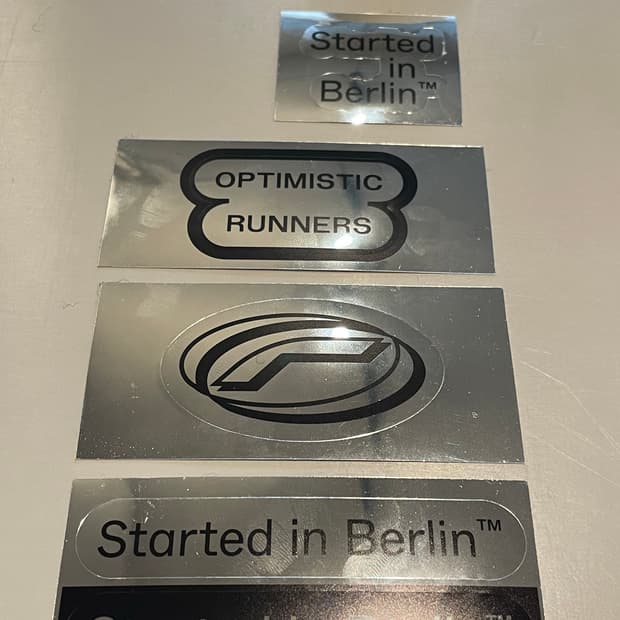 Started
in
Berlin™
OPTIMISTIC
RUNNERS
Started in Berlin™